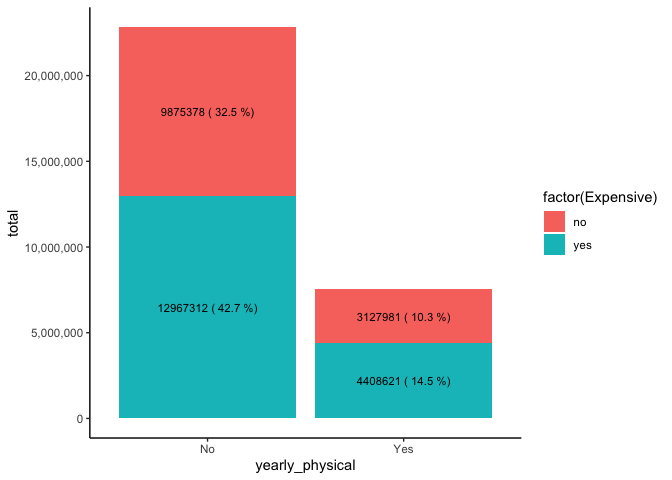 total
20,000,000
15,000,000
10,000,000
5,000,000
0
9875378 ( 32.5 %)
12967312 ( 42.7 %)
3127981 ( 10.3 %)
4408621 ( 14.5 %)
No
Yes
yearly_physical
factor(Expensive)
no
yes